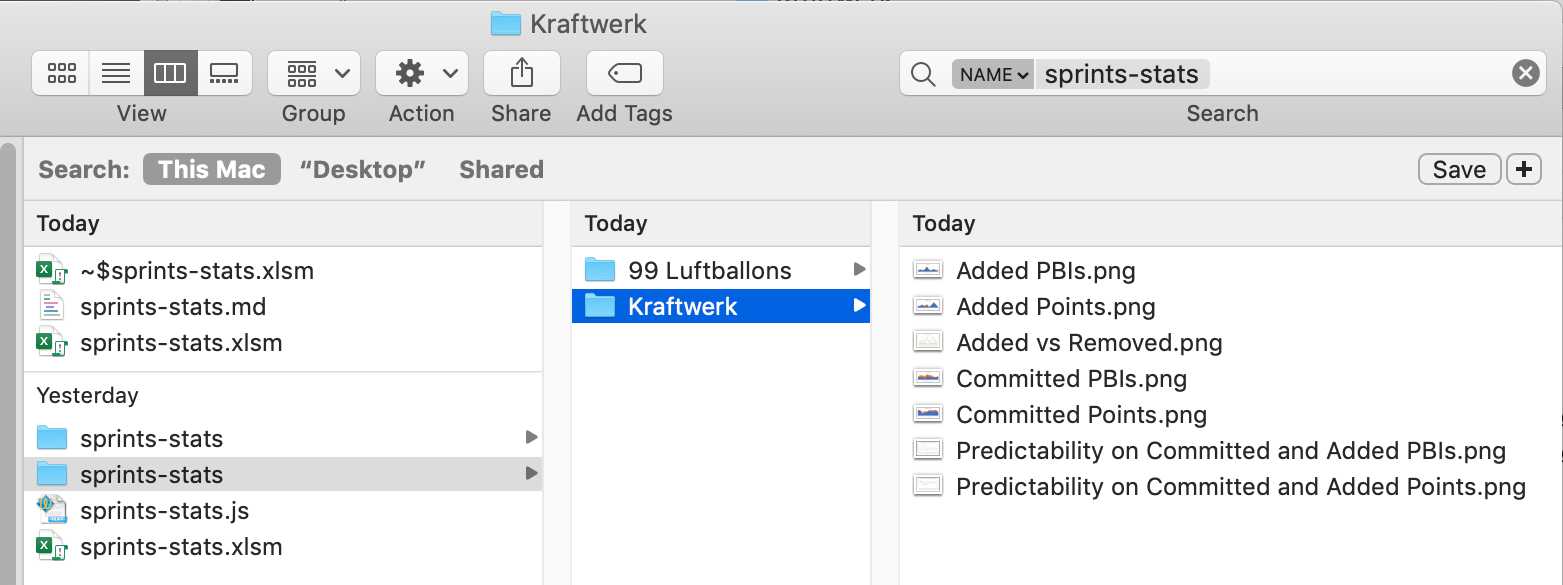 Kraftwerk
View
Group
Action
Share
Add Tags
NAME sprints-stats
Search
Search: This Mac “Desktop” Shared
Save +
Today
~$sprints-stats.xlsm
sprints-stats.md
sprints-stats.xlsm
Yesterday
sprints-stats
sprints-stats
sprints-stats.js
sprints-stats.xlsm
Today
99 Luftballons
Kraftwerk
Today
Added PBIs.png
Added Points.png
Added vs Removed.png
Committed PBIs.png
Committed Points.png
Predictability on Committed and Added PBIs.png
Predictability on Committed and Added Points.png